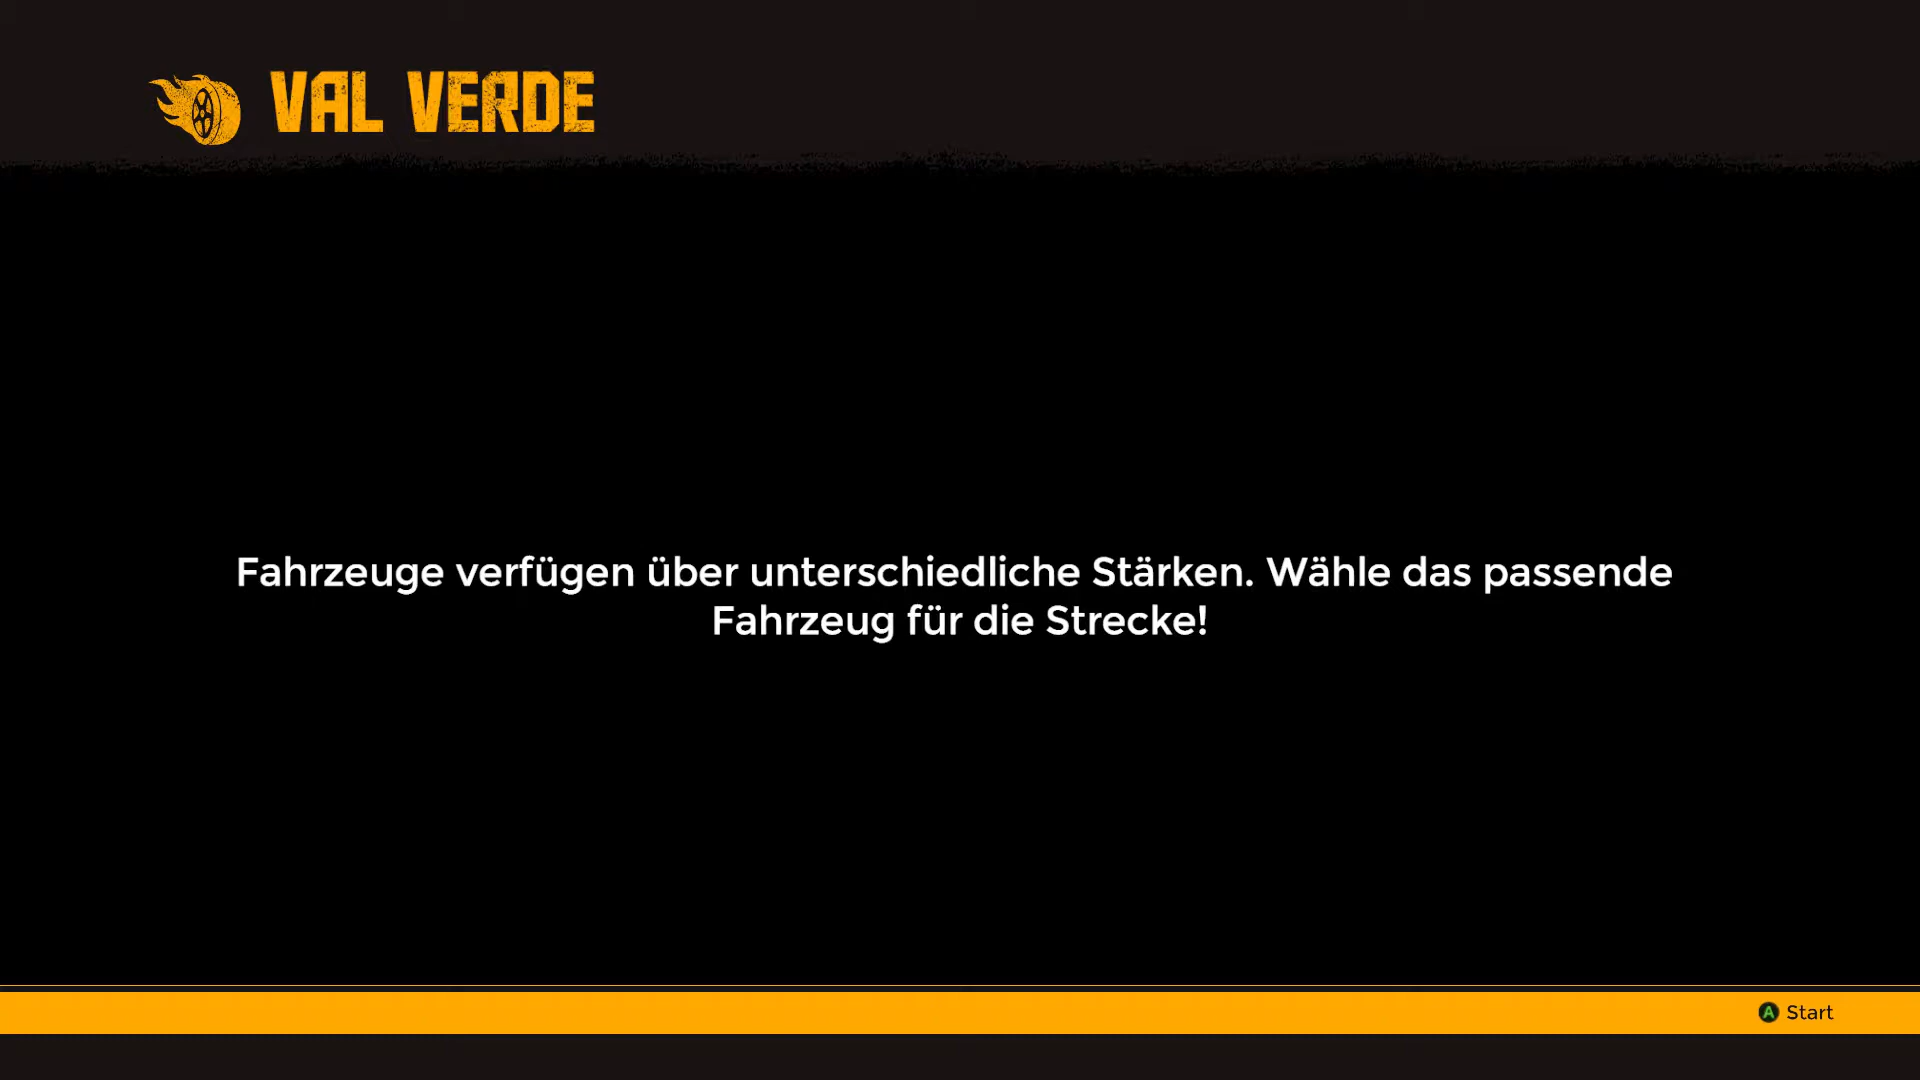 VAL VERDE
Fahrzeuge verfügen über unterschiedliche Stärken. Wähle das passende
Fahrzeug für die Strecke!
A Start